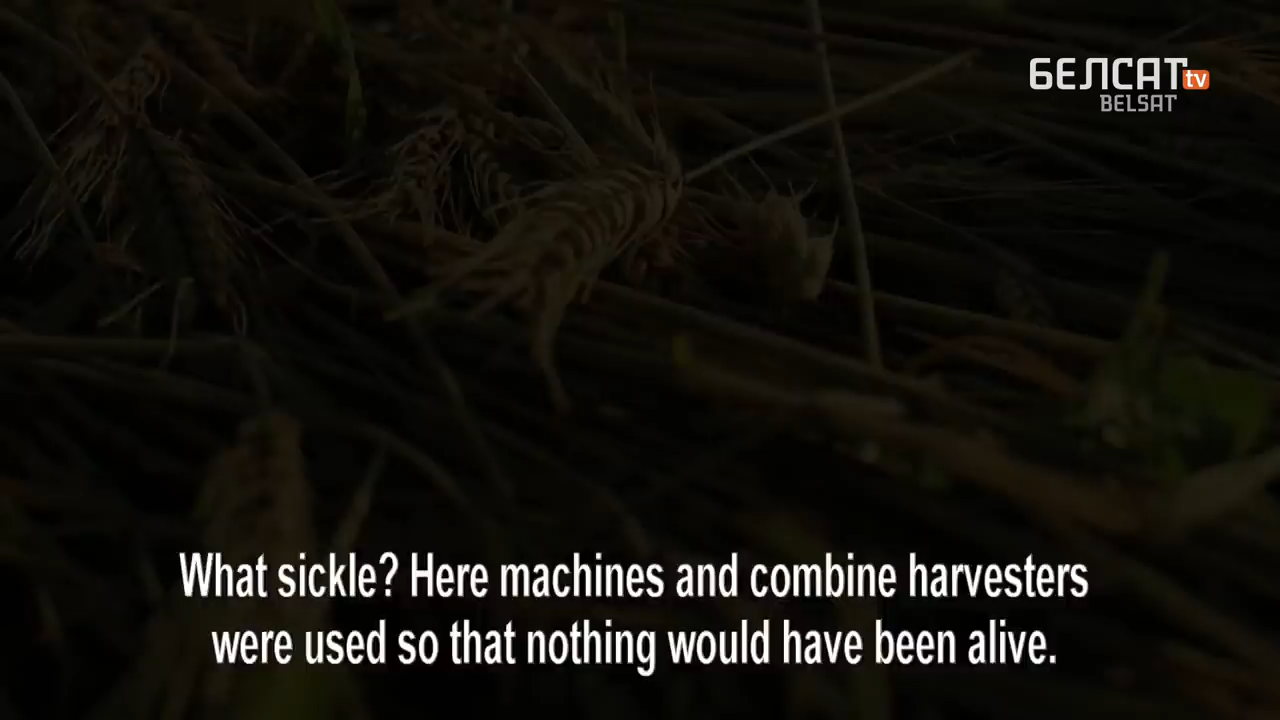 БЕЛСАТ tv
BELSAT
What sickle? Here machines and combine harvesters
were used so that nothing would have been alive.